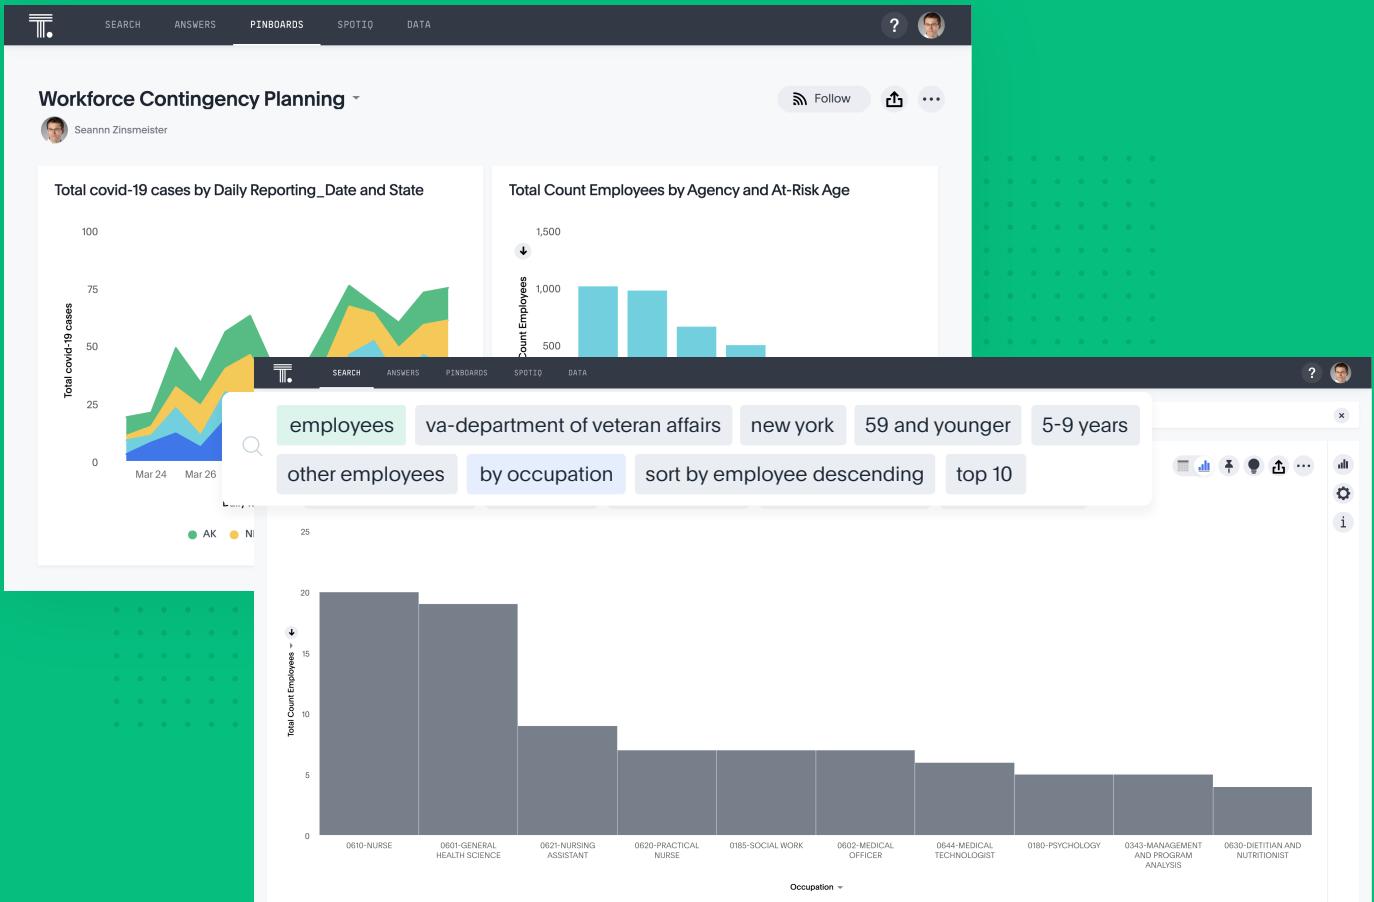 SEARCH ANSWERS PINBOARDS SPOTIQ DATA ?
Workforce Contingency Planning
Follow
Seannn Zinsmeister
Total covid-19 cases by Daily Reporting_Date and State
100
75
50
25
0
Total covid-19 cases
Mar 24 Mar 26
AK
Total Count Employees by Agency and At-Risk Age
1,500
1,000
500
Count Employees
SEARCH ANSWERS PINBOARDS SPOTIQ DATA ?
employees va-department of veteran affairs new york 59 and younger 5-9 years
other employees by occupation sort by employee descending top 10
25
20
15
10
5
0
Total Count Employees
0610-NURSE
0601-GENERAL
HEALTH SCIENCE
0621-NURSING
ASSISTANT
0620-PRACTICAL
NURSE
0185-SOCIAL WORK
0602-MEDICAL
OFFICER
0644-MEDICAL
TECHNOLOGIST
0180-PSYCHOLOGY
0343-MANAGEMENT
AND PROGRAM
ANALYSIS
0630-DIETITIAN AND
NUTRITIONIST
Occupation